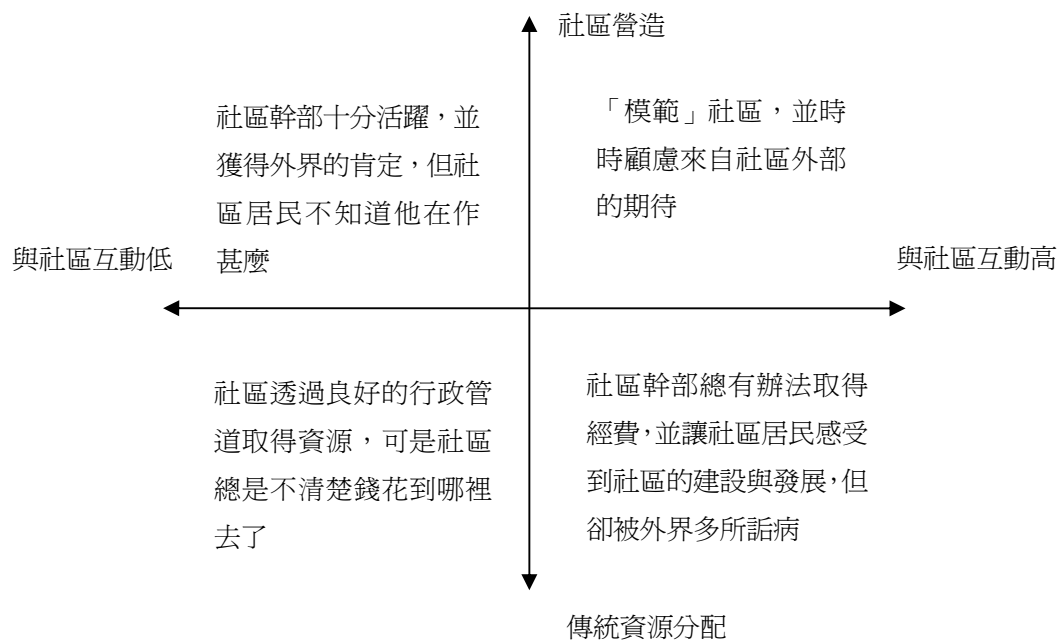 社區營造
社區幹部十分活躍，並
獲得外界的肯定，但社
區居民不知道他在作
甚麼
「模範」社區，並時
時顧慮來自社區外部
的期待
與社區互動低
與社區互動高
社區透過良好的行政管
道取得資源，可是社區
總是不清楚錢花到哪裡
去了
社區幹部總有辦法取得
經費，並讓社區居民感受
到社區的建設與發展，但
卻被外界多所詬病
傳統資源分配